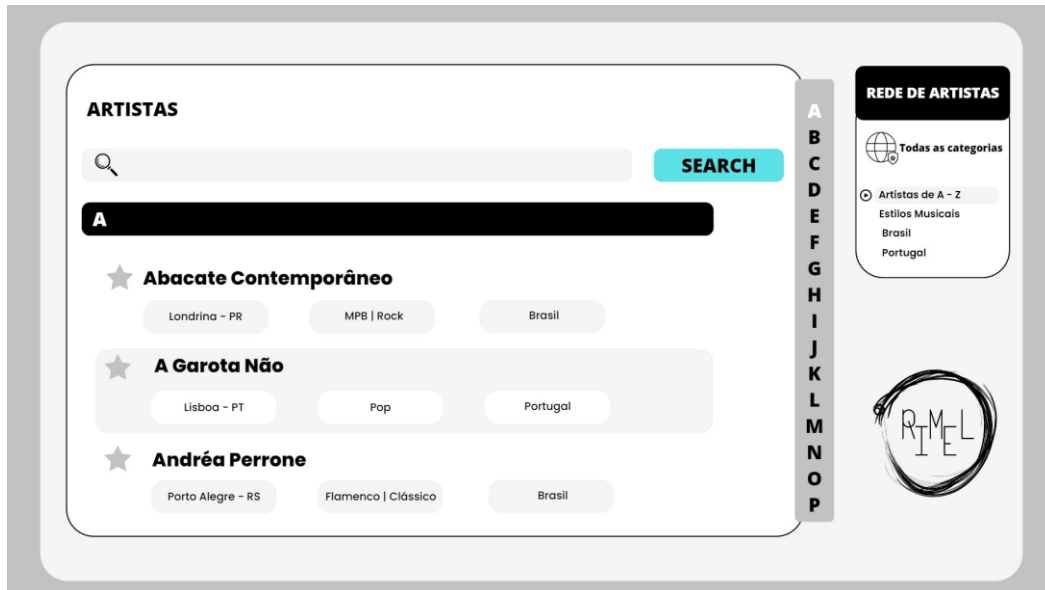 ARTISTAS
SEARCH
A
Abacate Contemporâneo
Londrina - PR
MPB | Rock
Brasil
A Garota Não
Lisboa - PT
Pop
Portugal
Andréa Perrone
Porto Alegre - RS
Flamenco | Clássico
Brasil
A
B
C
D
E
F
G
H
I
J
K
L
M
N
O
P
REDE DE ARTISTAS
Todas as categorias
Artistas de A - Z
Estilos Musicais
Brasil
Portugal
RIMEL